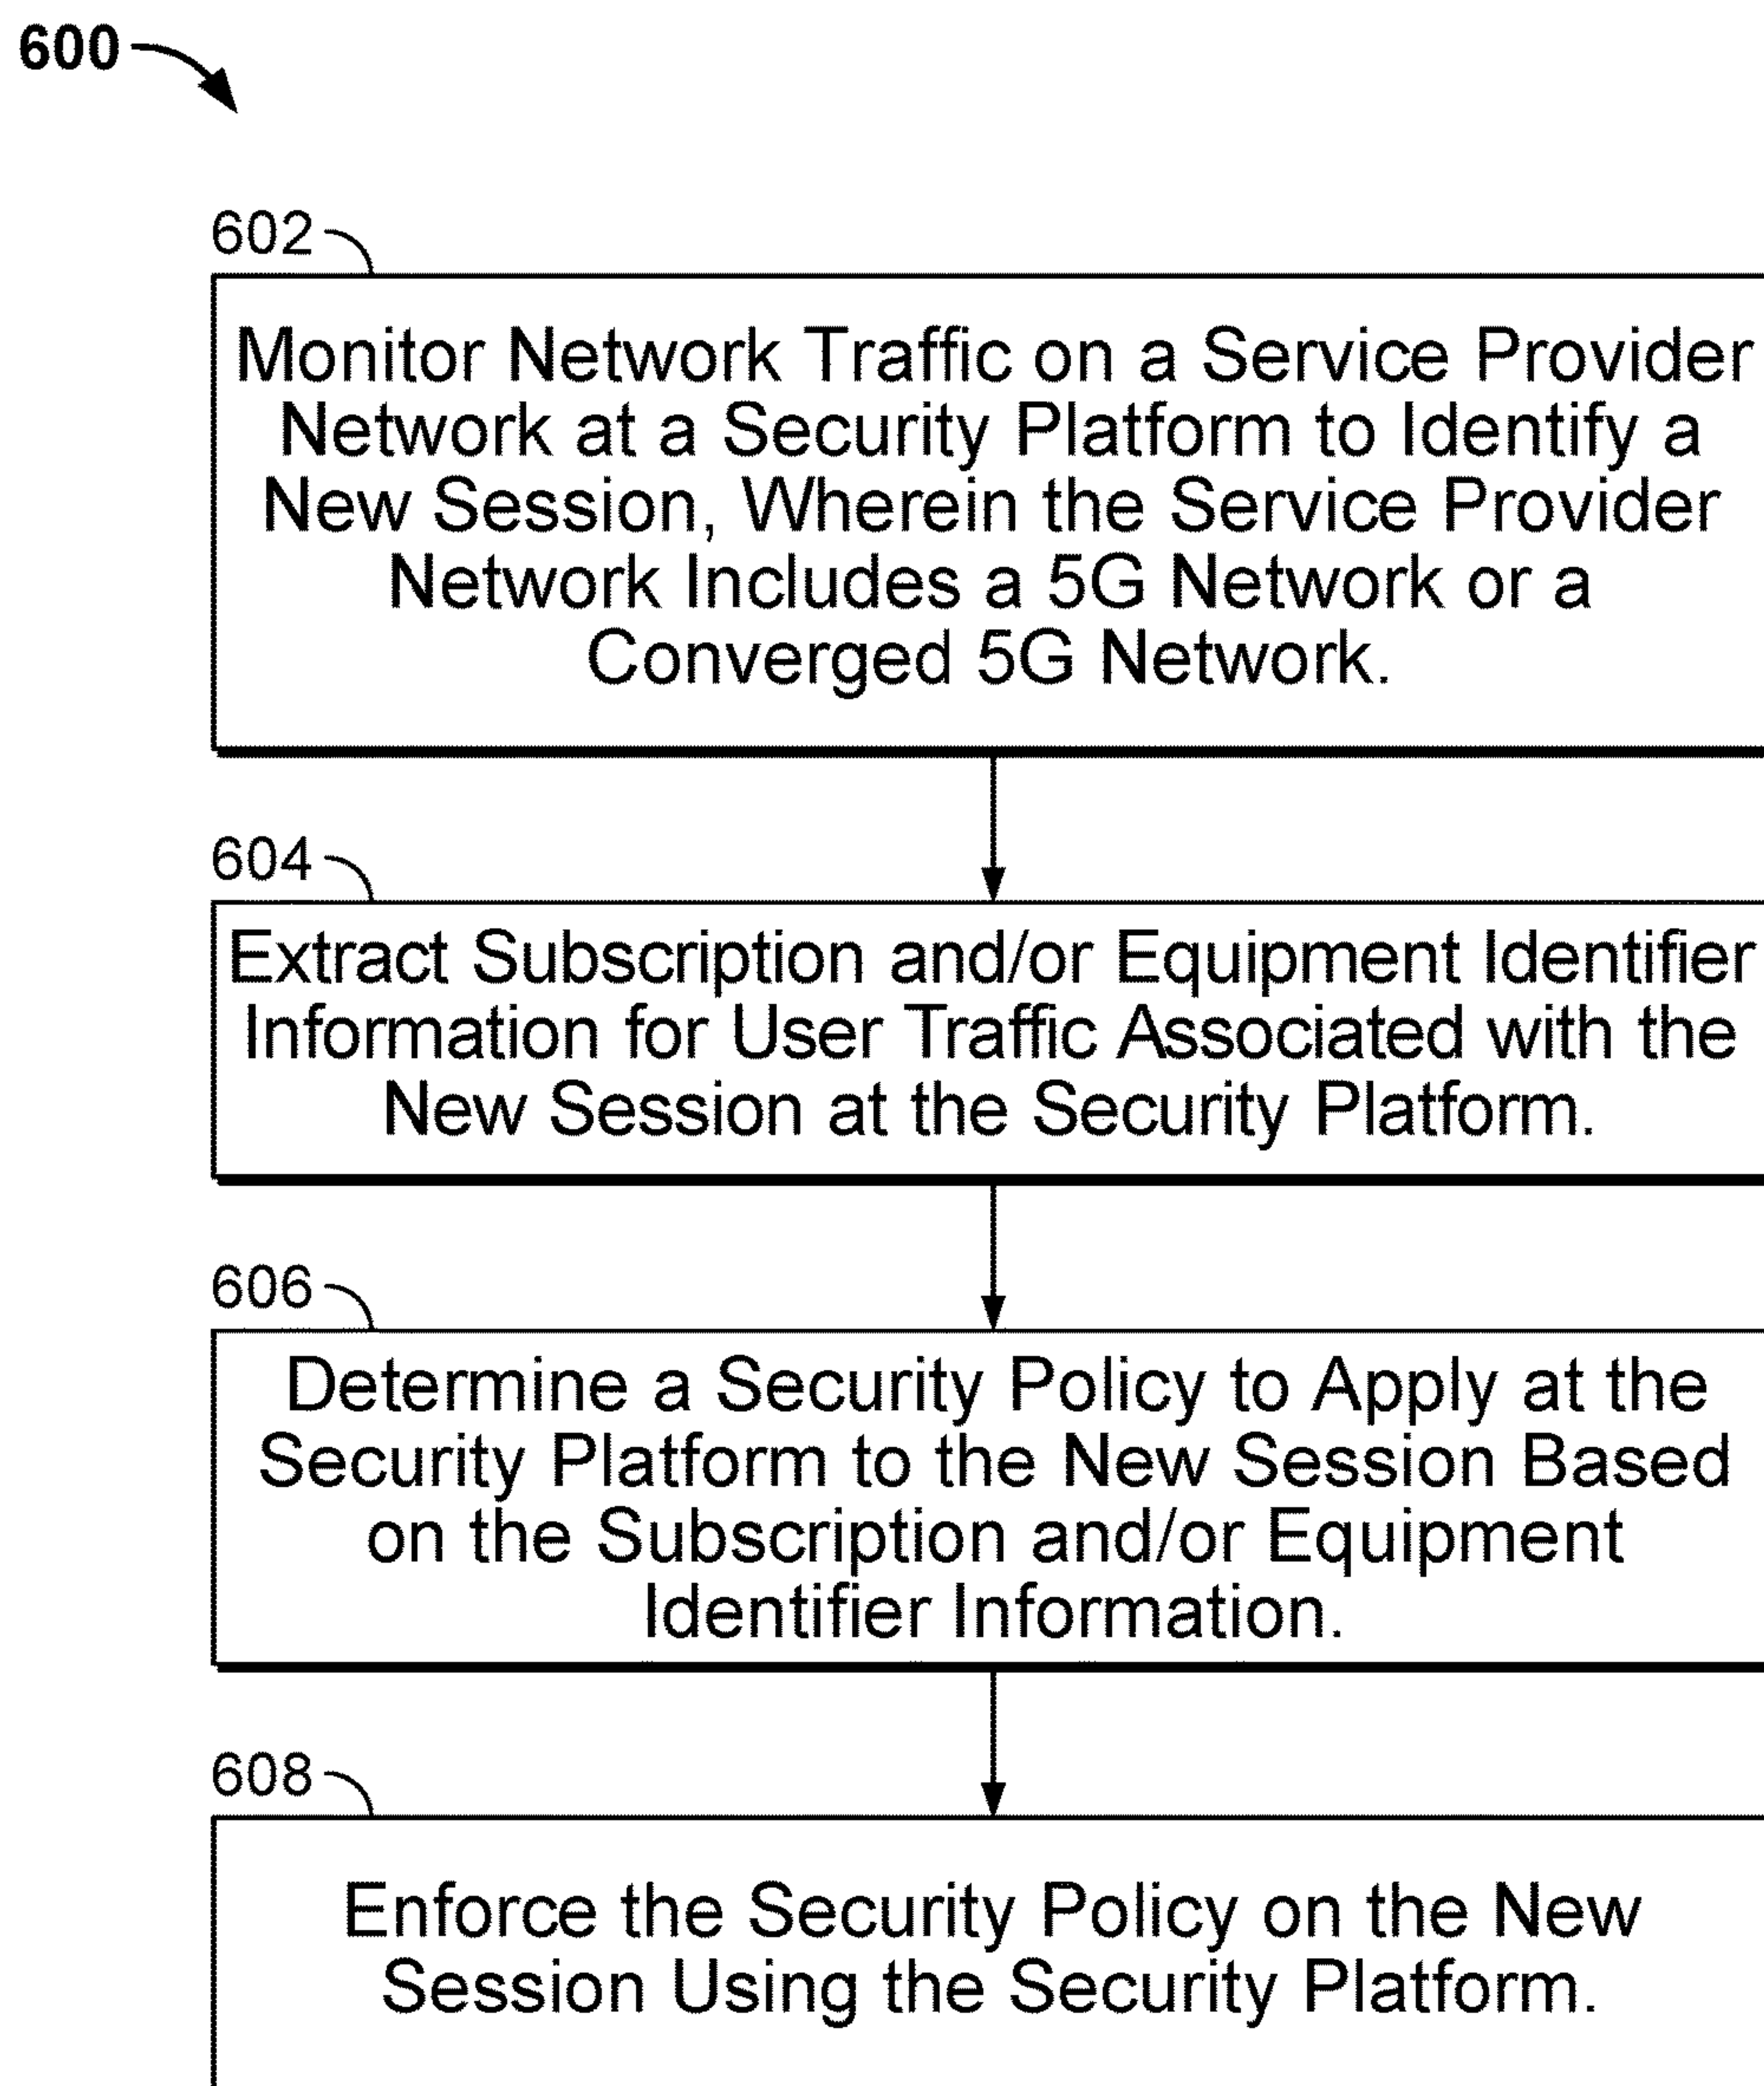 600
602
Monitor Network Traffic on a Service Provider
Network at a Security Platform to Identify a
New Session, Wherein the Service Provider
Network Includes a 5G Network or a
Converged 5G Network.
604
Extract Subscription and/or Equipment Identifier
Information for User Traffic Associated with the
New Session at the Security Platform.
606
Determine a Security Policy to Apply at the
Security Platform to the New Session Based
on the Subscription and/or Equipment
Identifier Information.
608
Enforce the Security Policy on the New
Session Using the Security Platform.